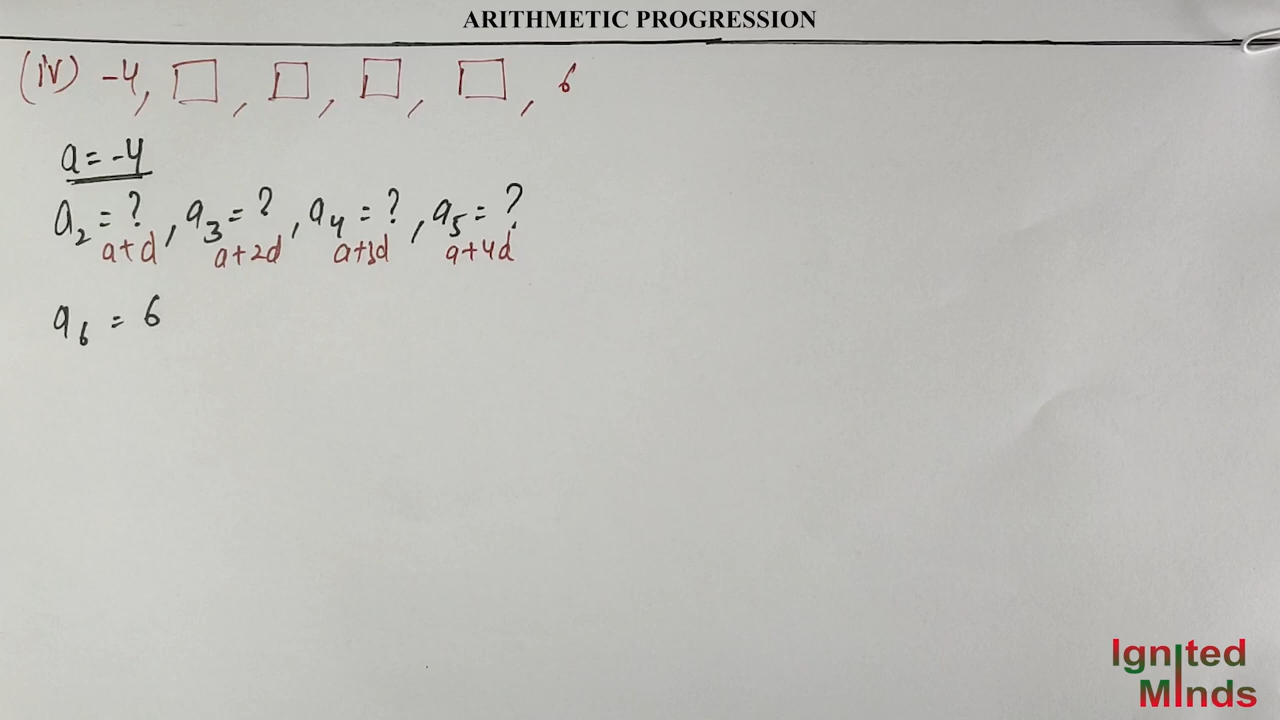 ARITHMETIC PROGRESSION
(iv) -4, □, □, □, □, 6
a = -4
a₂ = ?, a₃ = ?, a₄ = ?, a₅ = ?
a+d a+2d a+3d a+4d
a₆ = 6
Ignited
Minds